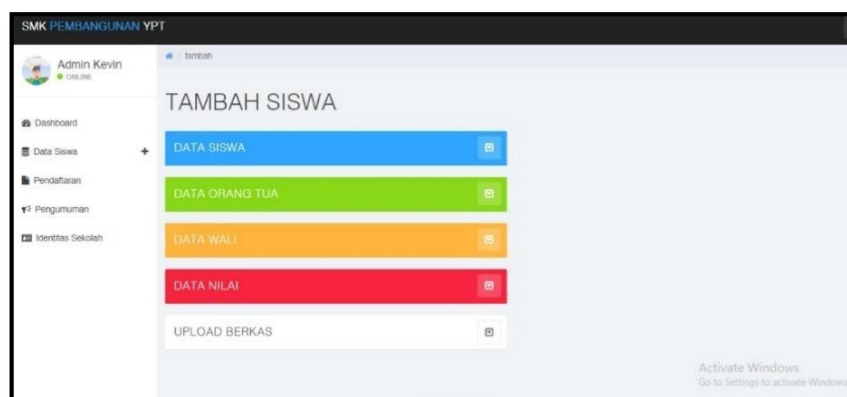 SMK PEMBANGUNAN YPT
Admin Kevin
ONLINE
Dashboard
Data Siswa
Pendaftaran
Pengumuman
Identitas Sekolah
/ tambah
TAMBAH SISWA
DATA SISWA
DATA ORANG TUA
DATA WALI
DATA NILAI
UPLOAD BERKAS
Activate Windows
Go to Settings to activate Windows